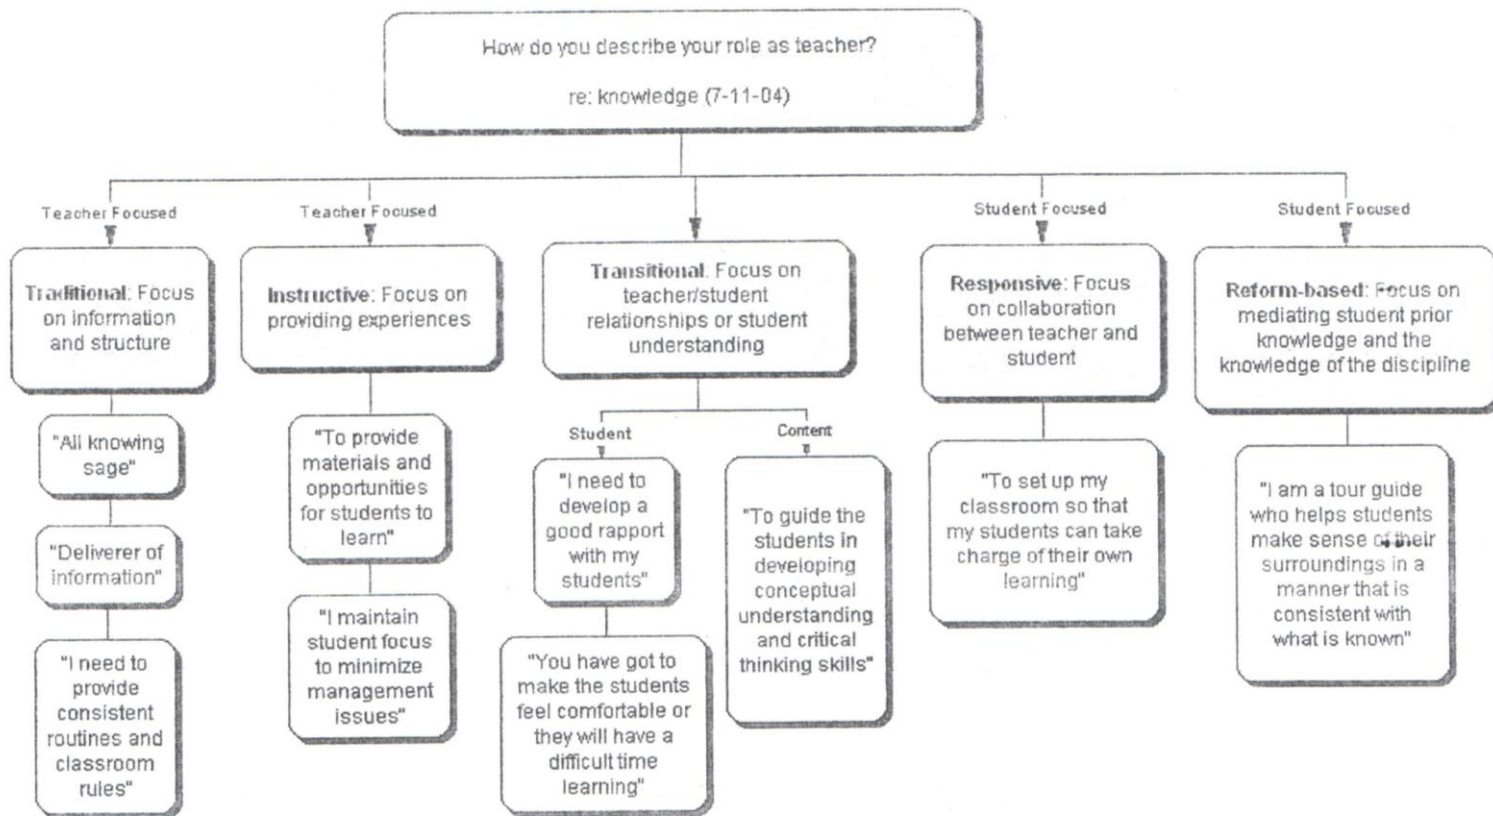 How do you describe your role as teacher?
re: knowledge (7-11-04)
Teacher Focused
Traditional: Focus
on information
and structure
"All knowing
sage"
"Deliverer of
information"
"I need to
provide
consistent
routines and
classroom
rules"
Teacher Focused
Instructive: Focus on
providing experiences
"To provide
materials and
opportunities
for students to
learn"
"I maintain
student focus
to minimize
management
issues"
Transitional: Focus on
teacher/student
relationships or student
understanding
Student
"I need to
develop a
good rapport
with my
students"
"You have got to
make the students
feel comfortable or
they will have a
difficult time
learning"
Content
"To guide the
students in
developing
conceptual
understanding
and critical
thinking skills"
Student Focused
Responsive: Focus
on collaboration
between teacher and
student
"To set up my
classroom so that
my students can take
charge of their own
learning"
Student Focused
Reform-based: Focus on
mediating student prior
knowledge and the
knowledge of the discipline
"I am a tour guide
who helps students
make sense of their
surroundings in a
manner that is
consistent with
what is known"